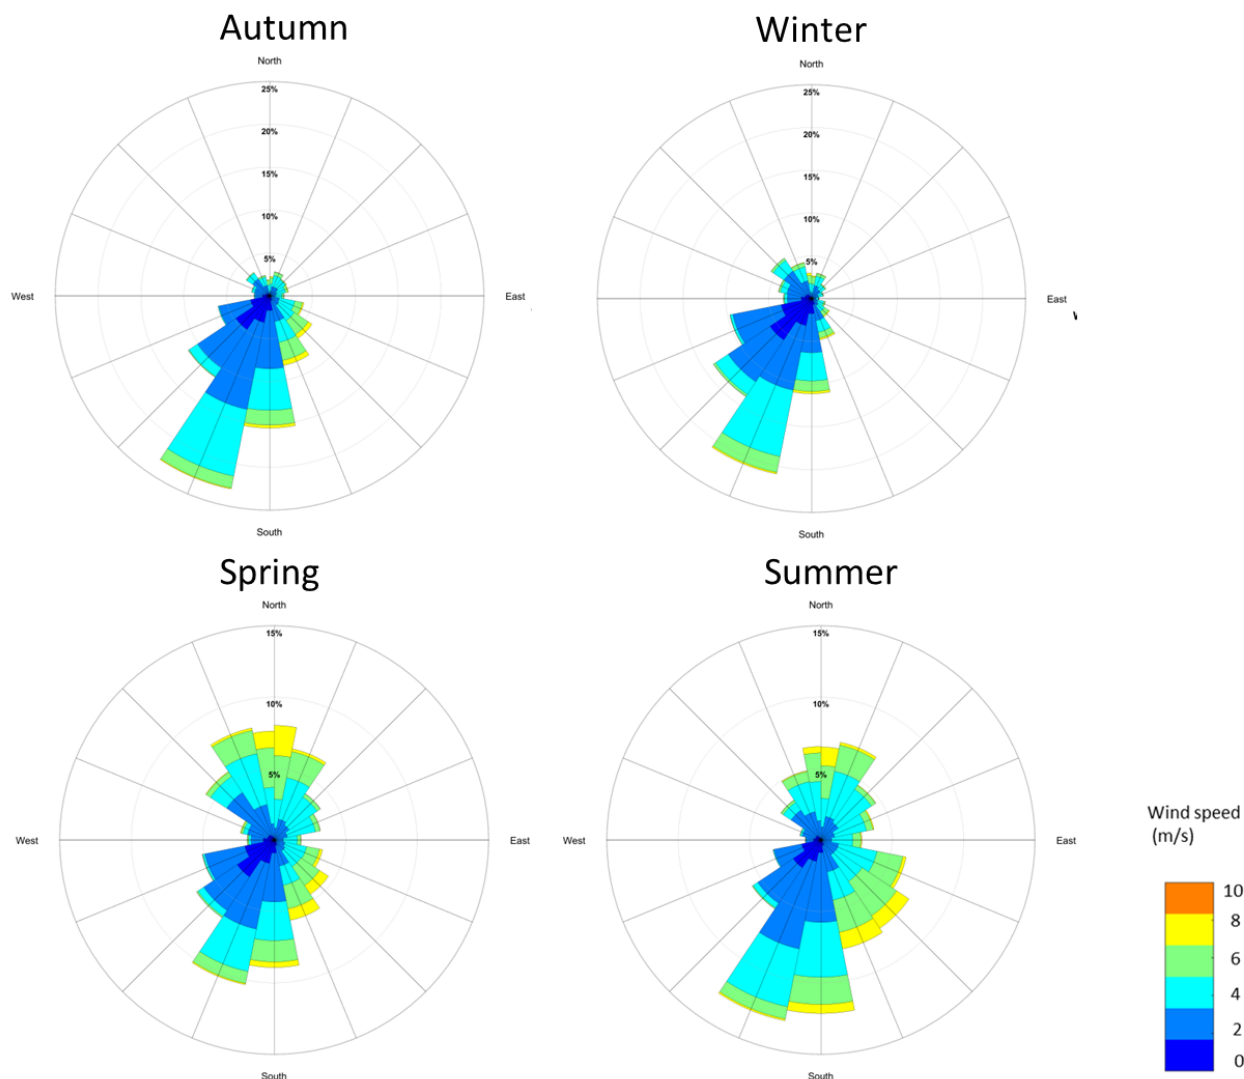 Autumn
Winter
North
North
25%
25%
20%
20%
15%
15%
10%
10%
5%
5%
West
East
East
South
South
Spring
Summer
North
North
15%
15%
10%
10%
5%
5%
West
East
West
East
South
South
Wind speed
(m/s)
10
8
6
4
2
0